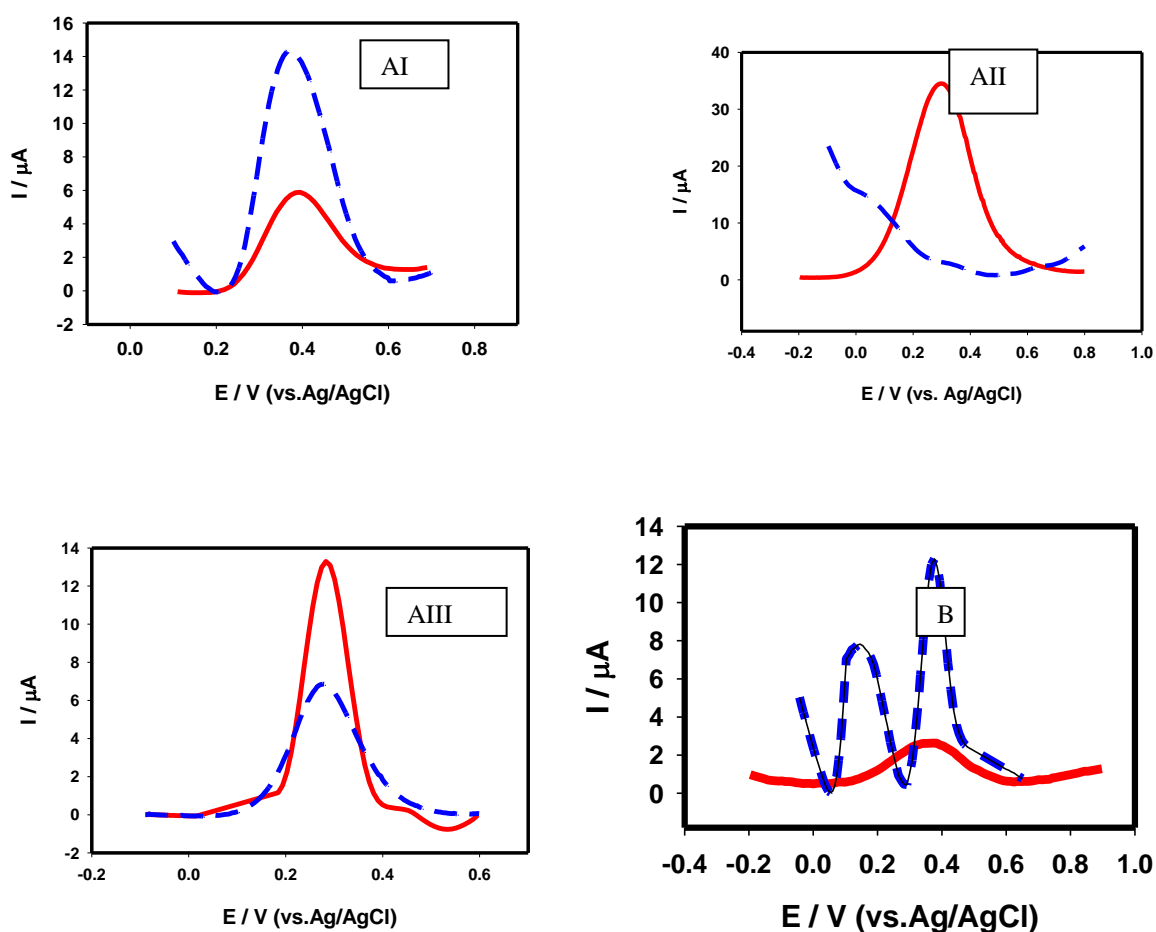 16
14
12
10
8
6
4
2
0
-2
I / μA
AI
0.0 0.2 0.4 0.6 0.8
E / V (vs.Ag/AgCl)
40
30
20
10
0
I / μA
AII
-0.4 -0.2 0.0 0.2 0.4 0.6 0.8 1.0
E / V (vs. Ag/AgCl)
14
12
10
8
6
4
2
0
-2
I / μA
AIII
-0.2 0.0 0.2 0.4 0.6
E / V (vs.Ag/AgCl)
14
12
10
8
6
4
2
0
I / μA
B
-0.4 -0.2 0.0 0.2 0.4 0.6 0.8 1.0
E / V (vs.Ag/AgCl)